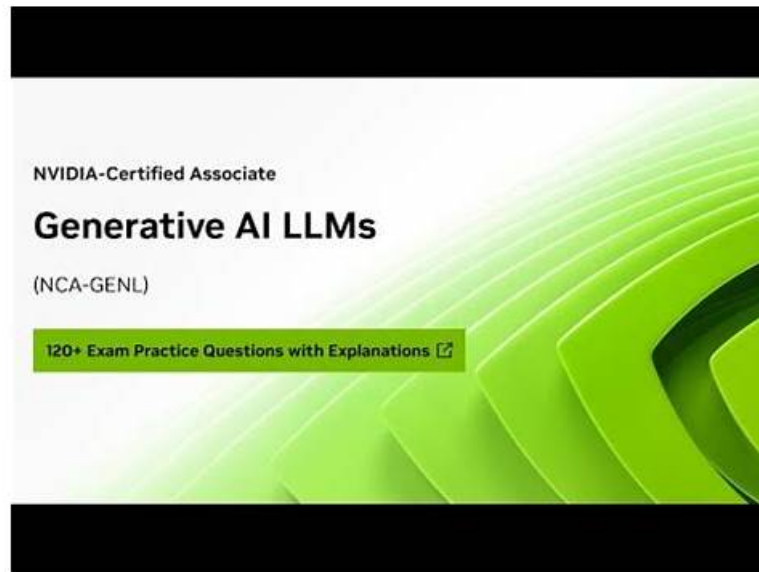 NVIDIA-Certified Associate
Generative AI LLMs
(NCA-GENL)
120+ Exam Practice Questions with Explanations